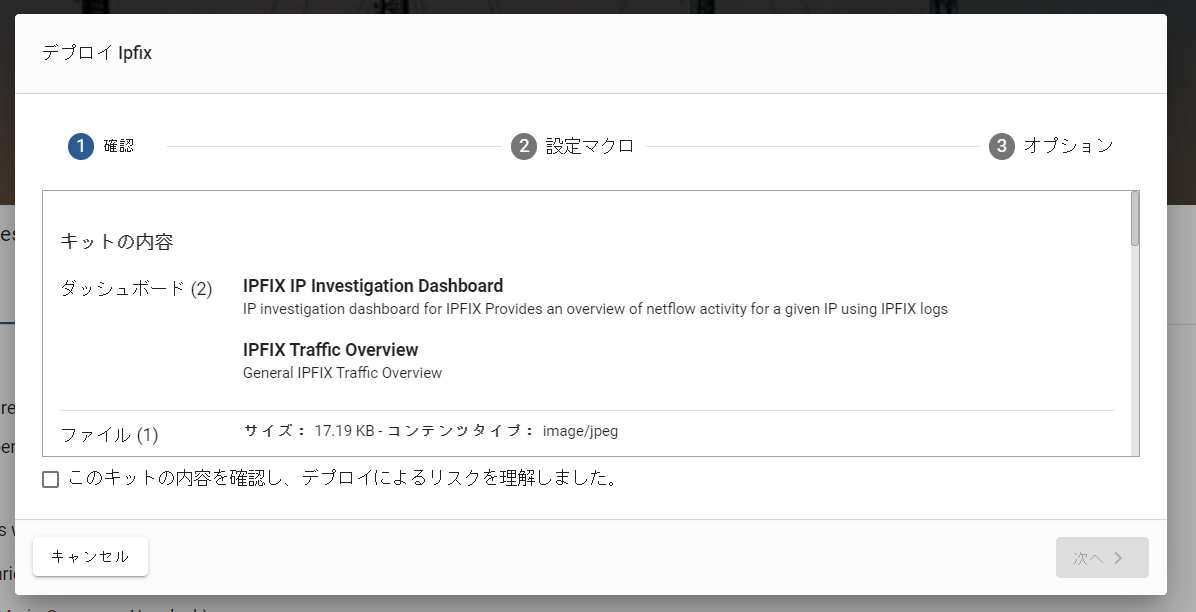 デプロイ Ipfix
1 確認
2 設定マクロ
3 オプション
キットの内容
ダッシュボード (2)
IPFIX IP Investigation Dashboard
IP investigation dashboard for IPFIX Provides an overview of netflow activity for a given IP using IPFIX logs
IPFIX Traffic Overview
General IPFIX Traffic Overview
ファイル (1)
サイズ： 17.19 KB - コンテンツタイプ： image/jpeg
このキットの内容を確認し、デプロイによるリスクを理解しました。
キャンセル
次へ